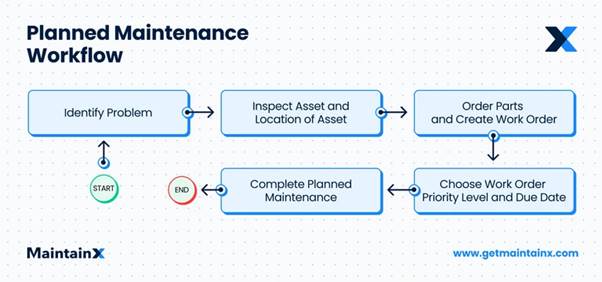 Planned Maintenance
Workflow
Identify Problem
Inspect Asset and
Location of Asset
Order Parts
and Create Work Order
START
END
Complete Planned
Maintenance
Choose Work Order
Priority Level and Due Date
MaintainX
www.getmaintainx.com